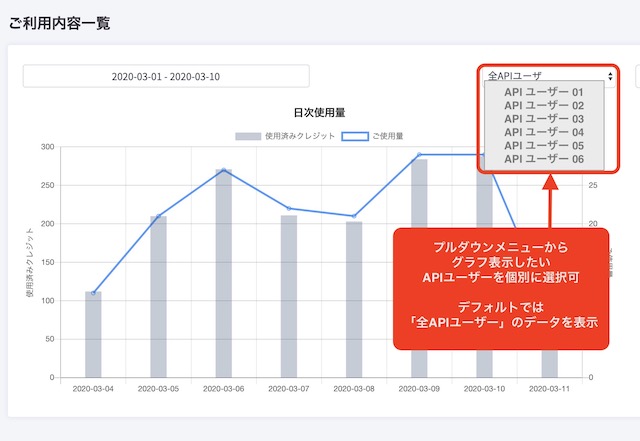 ご利用内容一覧
2020-03-01 - 2020-03-10
全APIユーザ
API ユーザー 01
API ユーザー 02
API ユーザー 03
API ユーザー 04
API ユーザー 05
API ユーザー 06
日次使用量
使用済みクレジット
ご使用量
300
250
200
150
100
50
0
使用済みクレジット
25
20
0
プルダウンメニューから
グラフ表示したい
APIユーザーを個別に選択可
デフォルトでは
「全APIユーザー」のデータを表示
2020-03-04
2020-03-05
2020-03-06
2020-03-07
2020-03-08
2020-03-09
2020-03-10
2020-03-11